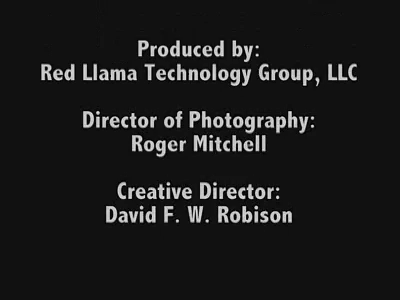 Produced by:
Red Llama Technology Group, LLC
Director of Photography:
Roger Mitchell
Creative Director:
David F. W. Robison